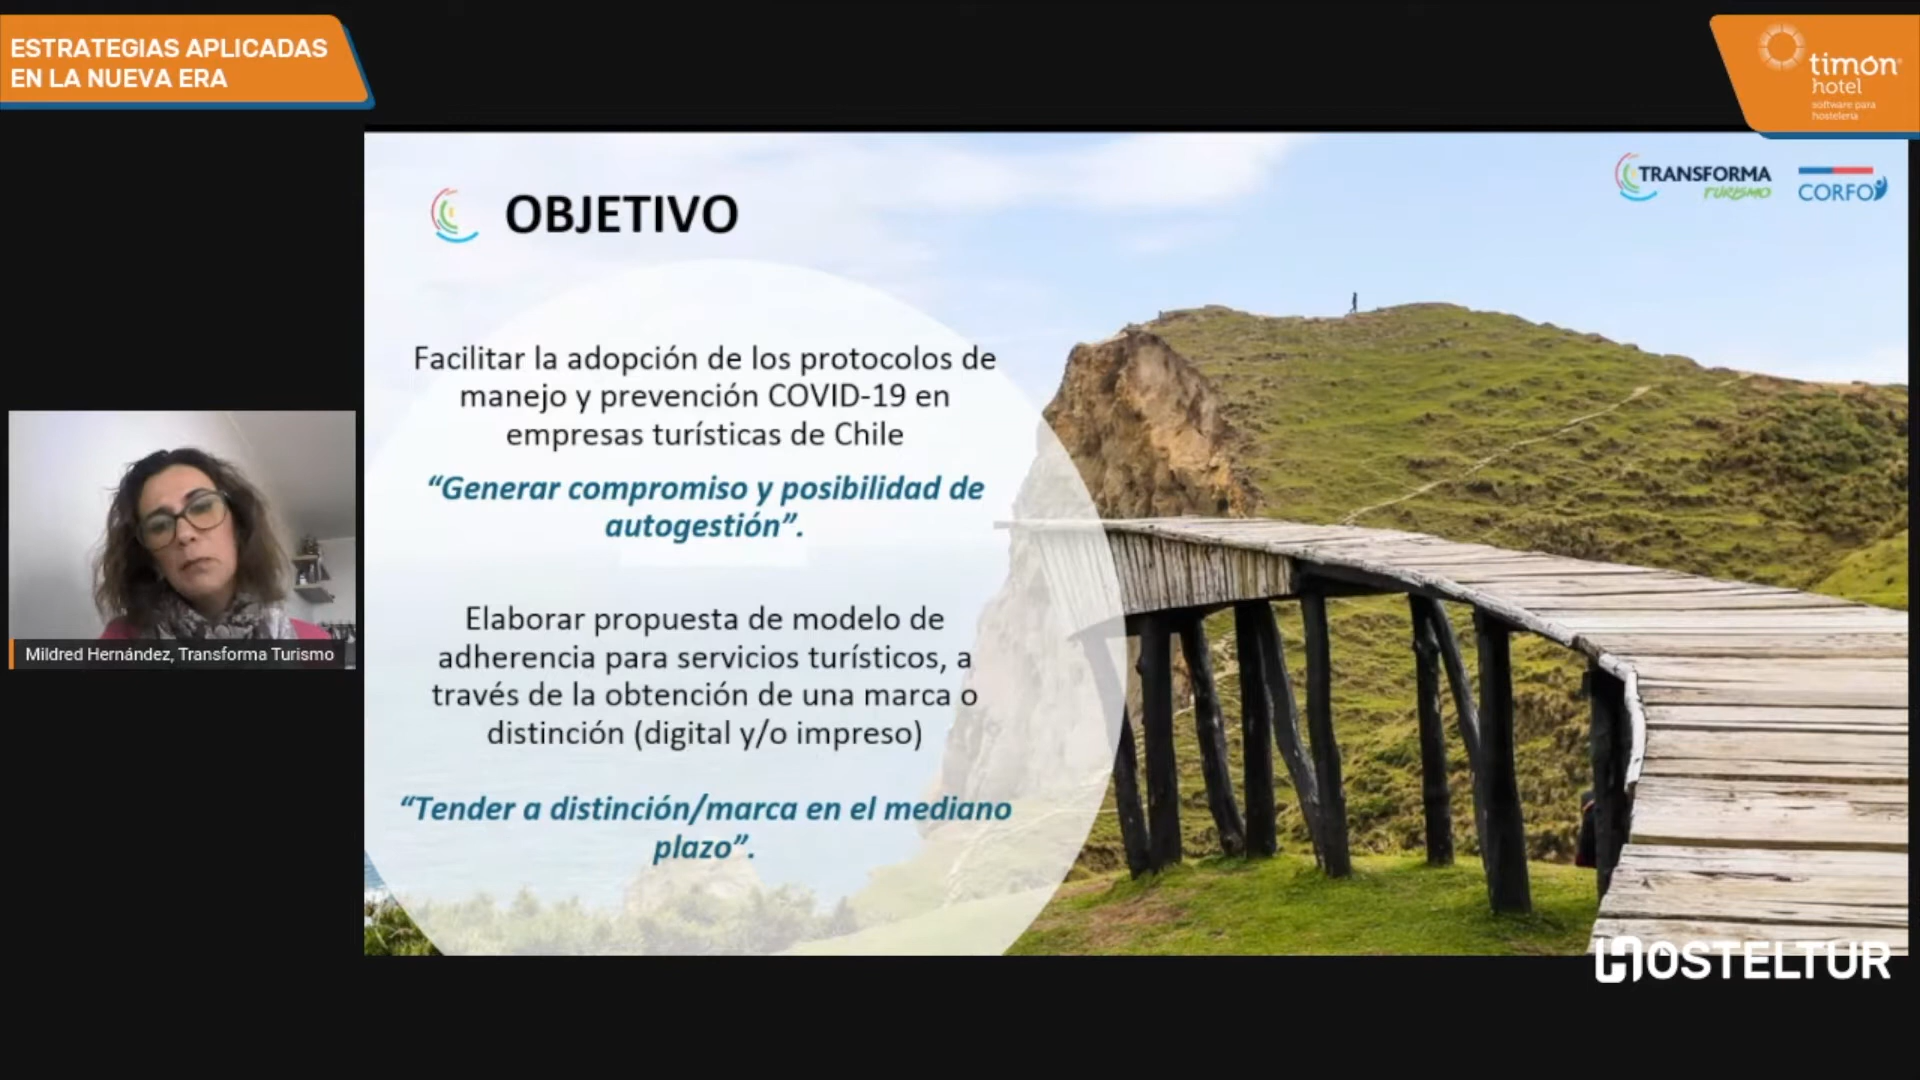 ESTRATEGIAS APLICADAS
EN LA NUEVA ERA
timón
hotel
software para
hostelería
TRANSFORMA
TURISMO
CORFO
OBJETIVO
Facilitar la adopción de los protocolos de
manejo y prevención COVID-19 en
empresas turísticas de Chile
“Generar compromiso y posibilidad de
autogestión”.
Elaborar propuesta de modelo de
adherencia para servicios turísticos, a
través de la obtención de una marca o
distinción (digital y/o impreso)
“Tender a distinción/marca en el mediano
plazo”.
Mildred Hernández, Transforma Turismo
HOSTELTUR